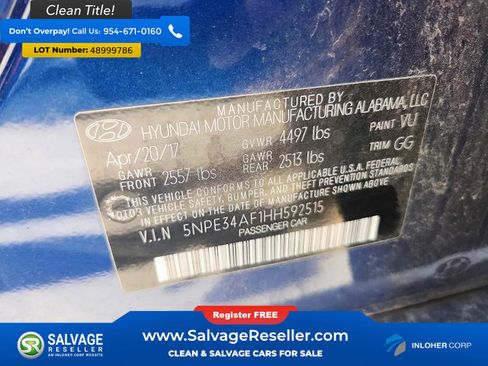 Clean Title!
Don't Overpay! Call Us: 954-671-0160
LOT Number: 48999786
MANUFACTURED BY
HYUNDAI MOTOR MANUFACTURING ALABAMA, LLC
Apr/20/17 GVWR 4497 lbs PAINT VU
GAWR FRONT 2557 lbs GAWR REAR 2513 lbs TRIM GG
THIS VEHICLE CONFORMS TO ALL APPLICABLE U.S.
FEDERAL SAFETY, BUMPER, AND THEFT PREVENTION STANDARDS
IN EFFECT ON THE DATE OF MANUFACTURE SHOWN ABOVE.
V.I.N 5NPE34AF1HH592515
PASSENGER CAR
Register FREE
SALVAGE
RESELLER
AN INLOHER CORP WEBSITE
www.SalvageReseller.com
CLEAN & SALVAGE CARS FOR SALE
INLOHER CORP